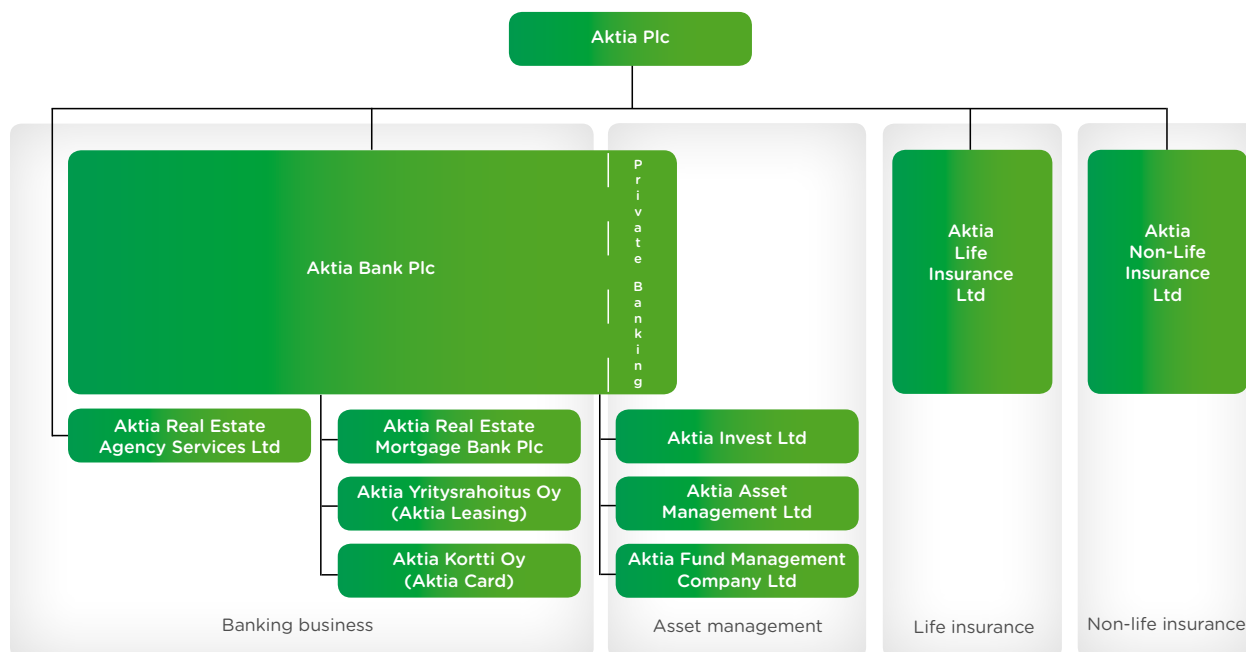 Aktia Plc
Aktia Bank Plc
Private Banking
Aktia
Life
Insurance
Ltd
Aktia
Non-Life
Insurance
Ltd
Aktia Real Estate
Agency Services Ltd
Aktia Real Estate
Mortgage Bank Plc
Aktia Invest Ltd
Aktia Yritysrahoitus Oy
(Aktia Leasing)
Aktia Asset
Management Ltd
Aktia Kortti Oy
(Aktia Card)
Aktia Fund Management
Company Ltd
Banking business
Asset management
Life insurance
Non-life insurance